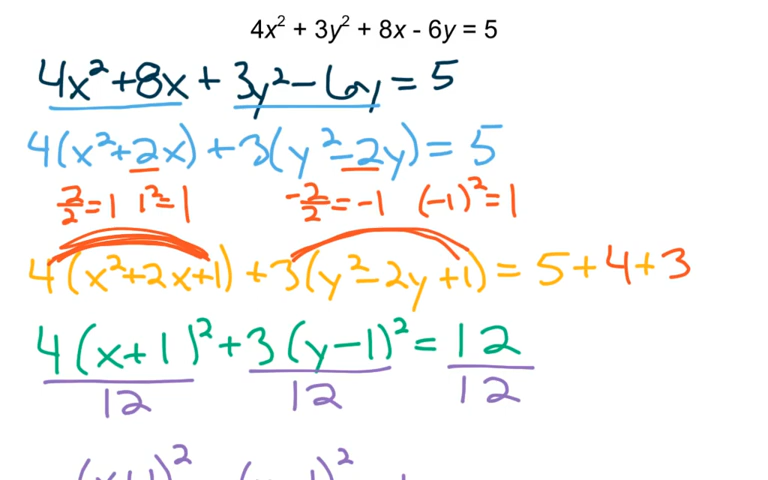 4x² + 3y² + 8x - 6y = 5
4x²+8x + 3y²-6y = 5
4(x²+2x) +3(y²-2y) = 5
2/2=1 1²=1 -2/2=-1 (-1)²=1
4(x²+2x+1) +3(y²-2y+1) = 5+4+3
4(x+1)²/12 + 3(y-1)²/12 = 12/12